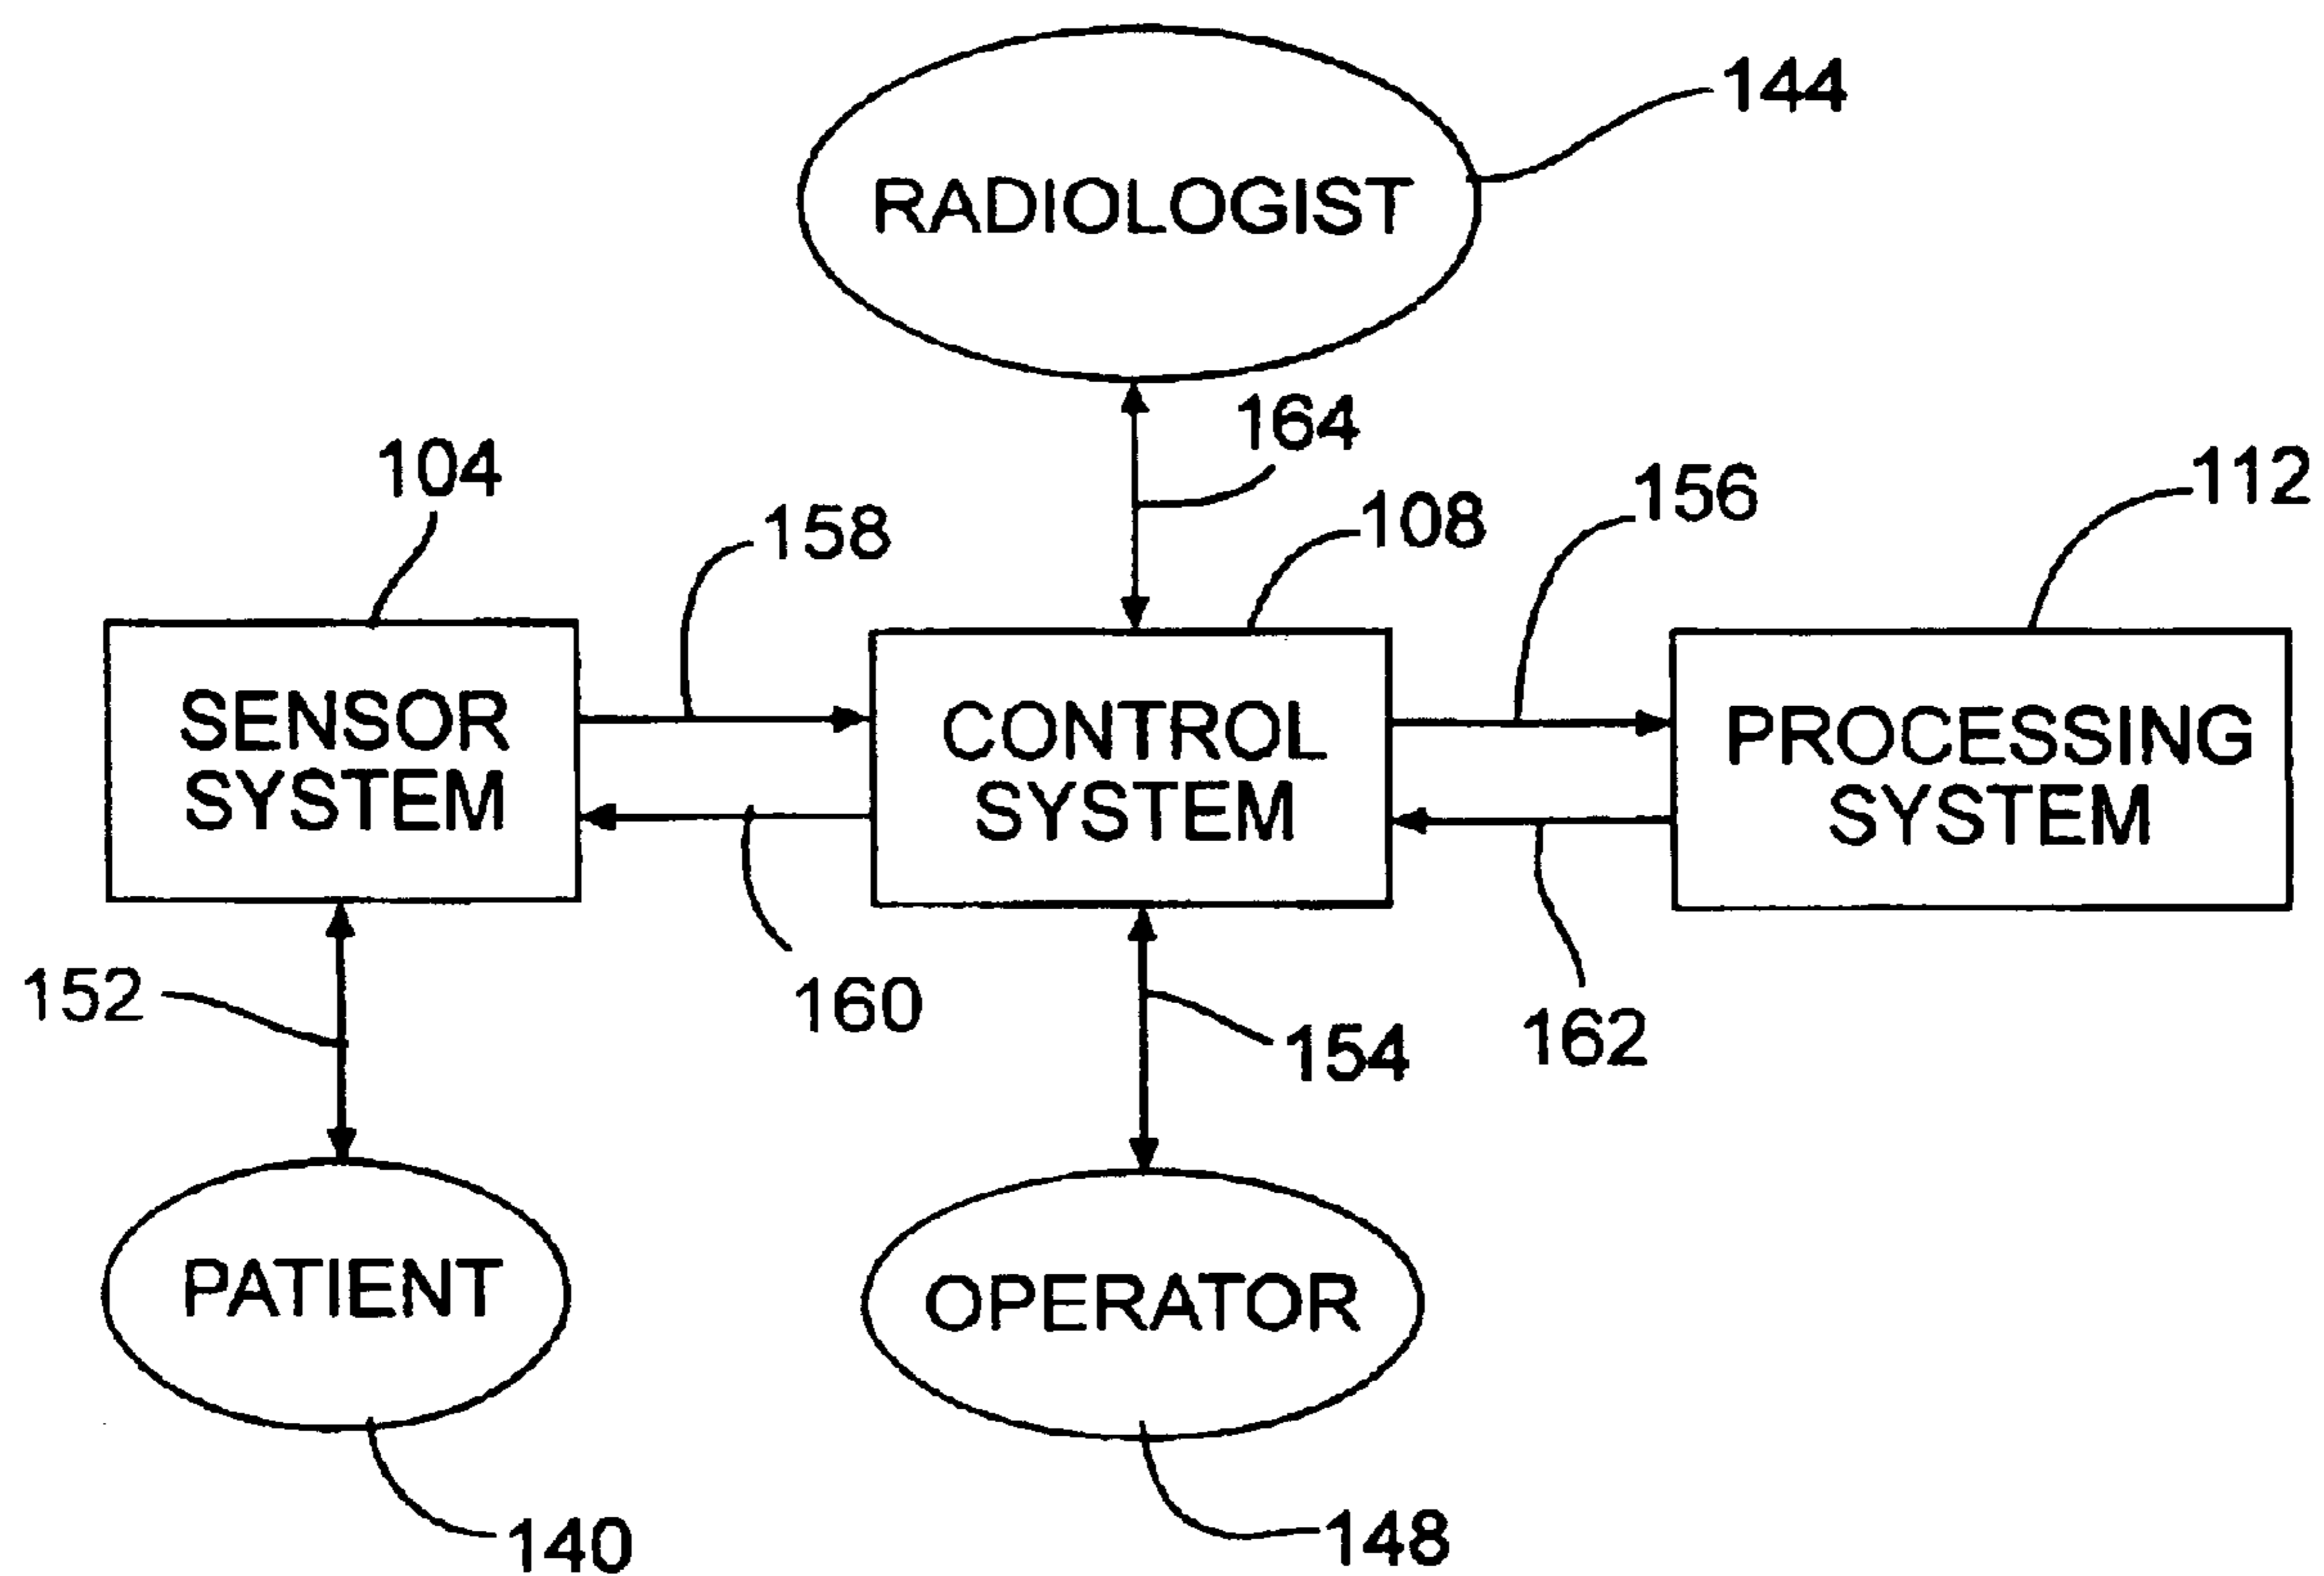 144
RADIOLOGIST
164
104
158
108
156
112
SENSOR
SYSTEM
CONTROL
SYSTEM
PROCESSING
SYSTEM
152
160
154
162
PATIENT
OPERATOR
140
148